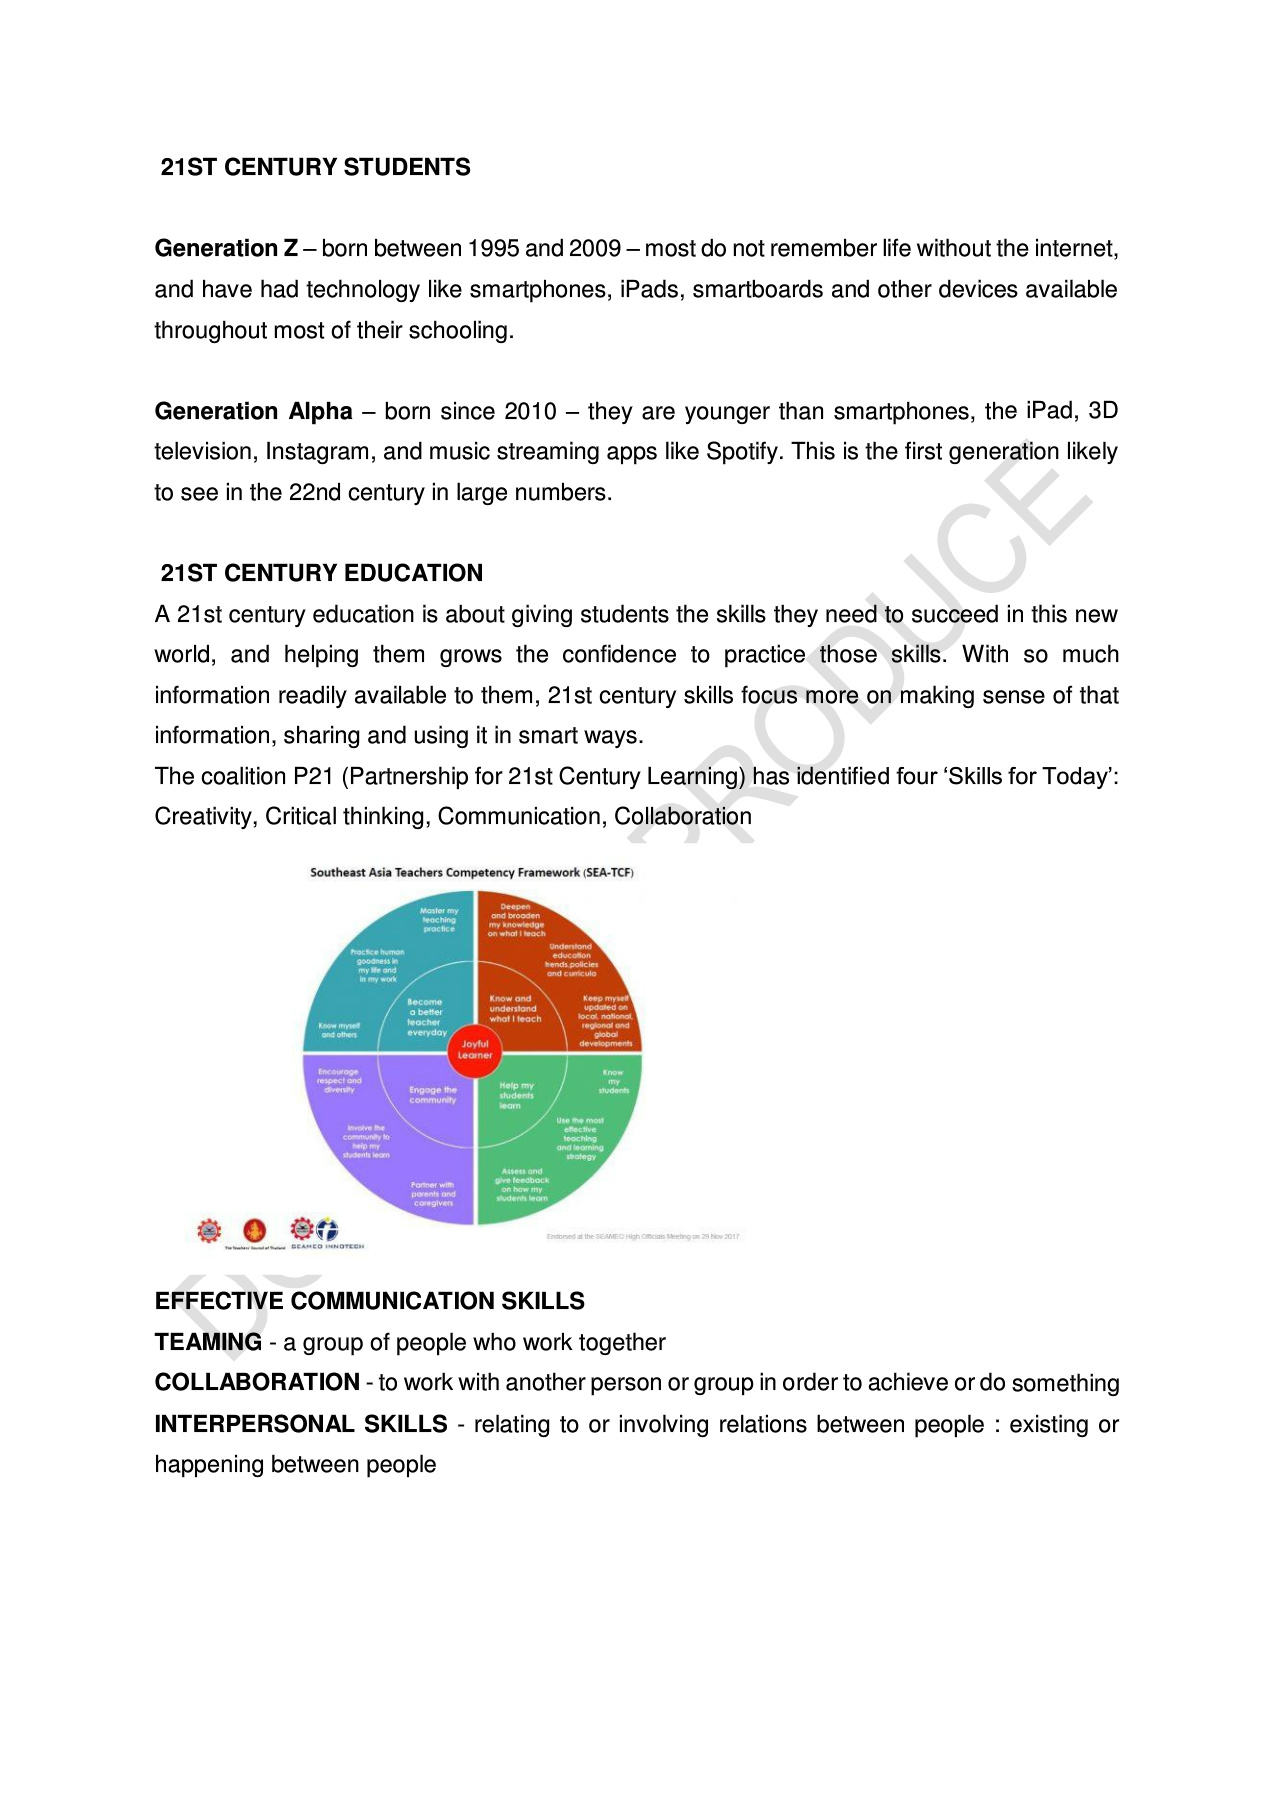 21ST CENTURY STUDENTS
Generation Z – born between 1995 and 2009 – most do not remember life without the internet,
and have had technology like smartphones, iPads, smartboards and other devices available
throughout most of their schooling.
Generation Alpha – born since 2010 – they are younger than smartphones, the iPad, 3D
television, Instagram, and music streaming apps like Spotify. This is the first generation likely
to see in the 22nd century in large numbers.
21ST CENTURY EDUCATION
A 21st century education is about giving students the skills they need to succeed in this new
world, and helping them grows the confidence to practice those skills. With so much
information readily available to them, 21st century skills focus more on making sense of that
information, sharing and using it in smart ways.
The coalition P21 (Partnership for 21st Century Learning) has identified four ‘Skills for Today’:
Creativity, Critical thinking, Communication, Collaboration
Southeast Asia Teachers Competency Framework (SEA-TCF)
Master my
teaching
practice
Practice human
goodness in
my life and
in my work
Know myself
and others
Become
a better
teacher
everyday
Deepen
and broaden
my knowledge
on what I teach
Understand
education
trends,policies
and curricula
Keep myself
updated on
local, national,
regional and
global
developments
Know and
understand
what I teach
Joyful
Learner
Encourage
respect and
diversity
Involve the
community to
help my
students learn
Partner with
parents and
caregivers
Engage the
community
Help my
students
learn
Know
my
students
Use the most
effective
teaching
and learning
strategy
Assess and
give feedback
on how my
students learn
The Teachers' Council of Thailand
SEAMEO INNOTECH
Endorsed at the SEAMEO High Officials Meeting on 29 Nov 2017
EFFECTIVE COMMUNICATION SKILLS
TEAMING - a group of people who work together
COLLABORATION - to work with another person or group in order to achieve or do something
INTERPERSONAL SKILLS - relating to or involving relations between people : existing or
happening between people
PRODUCE